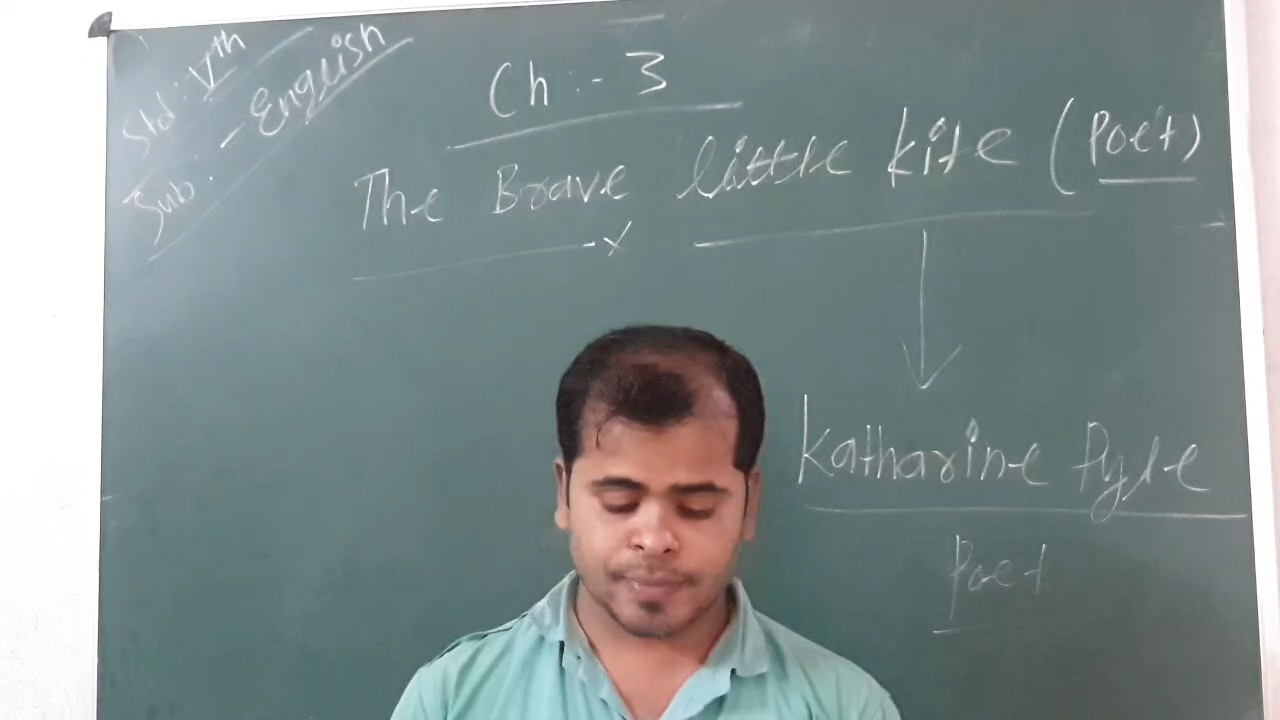 Std : Vth
Sub : - English
Ch :- 3
The Brave little kite (Poet)
Katharine Pyle
Poet